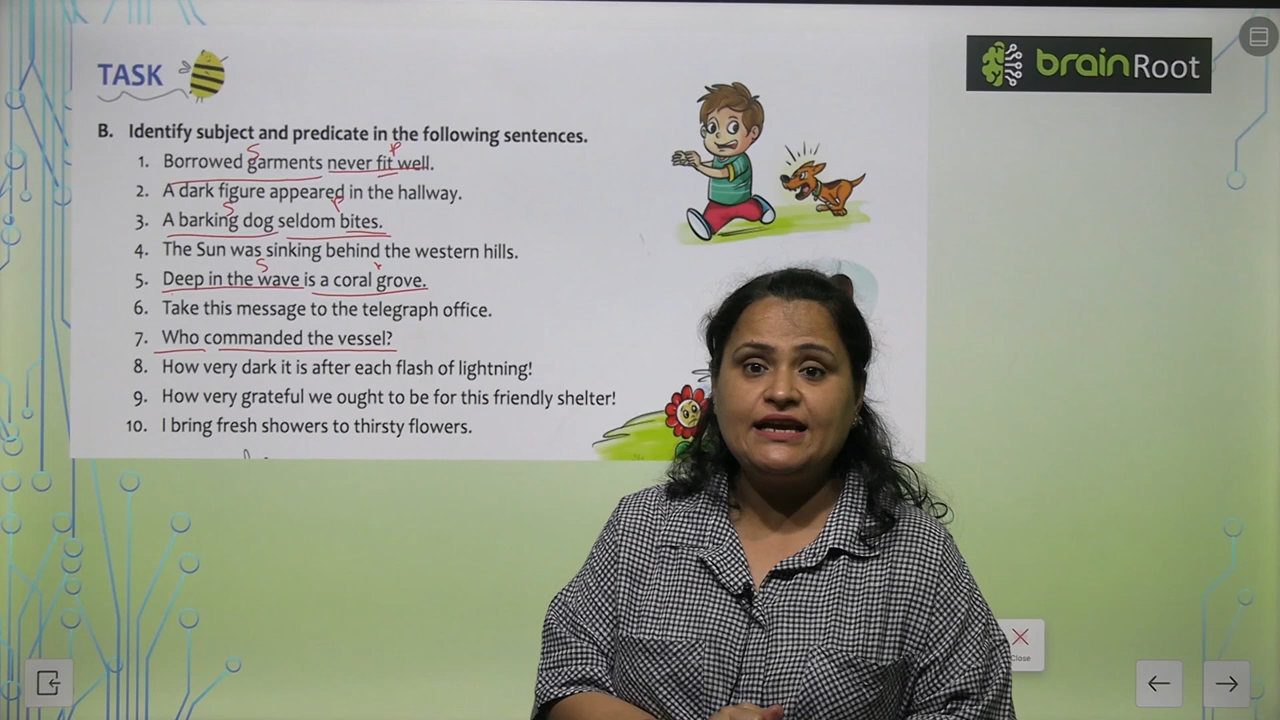 brainRoot
TASK
B. Identify subject and predicate in the following sentences.
S P
1. Borrowed garments never fit well.
2. A dark figure appeared in the hallway.
S P
3. A barking dog seldom bites.
4. The Sun was sinking behind the western hills.
S
5. Deep in the wave is a coral grove.
6. Take this message to the telegraph office.
7. Who commanded the vessel?
8. How very dark it is after each flash of lightning!
9. How very grateful we ought to be for this friendly shelter!
10. I bring fresh showers to thirsty flowers.
Close